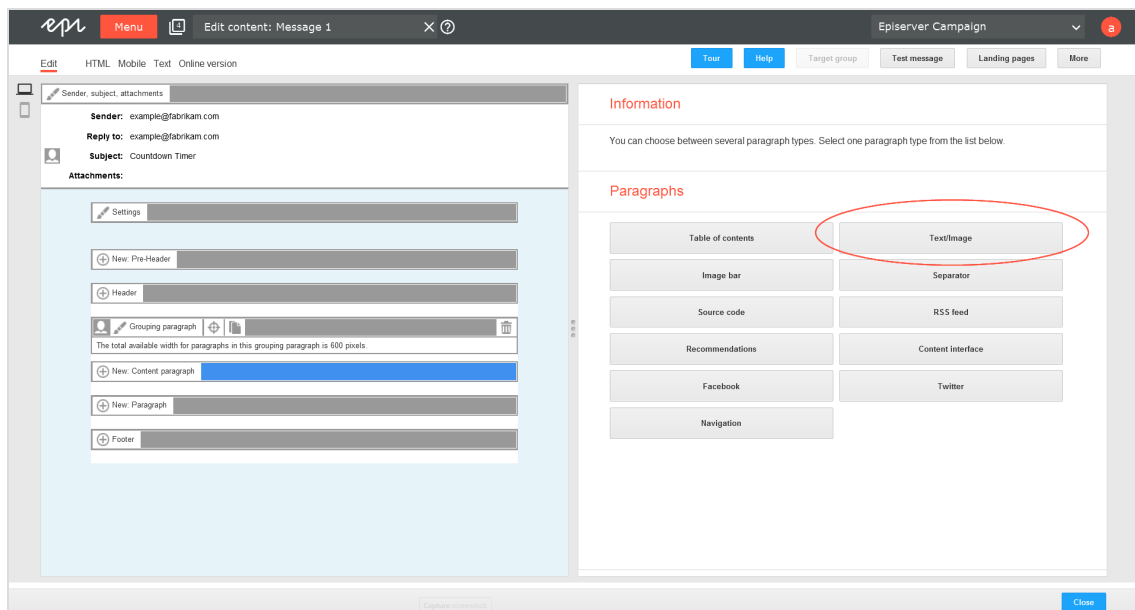 epi Menu 4 Edit content: Message 1 Episerver Campaign a
Edit HTML Mobile Text Online version Tour Help Target group Test message Landing pages More
Sender, subject, attachments
Sender: example@fabrikam.com
Reply to: example@fabrikam.com
Subject: Countdown Timer
Attachments:
Settings
New: Pre-Header
Header
Grouping paragraph
The total available width for paragraphs in this grouping paragraph is 600 pixels.
New: Content paragraph
New: Paragraph
Footer
Information
You can choose between several paragraph types. Select one paragraph type from the list below.
Paragraphs
Table of contents Text/Image
Image bar Separator
Source code RSS feed
Recommendations Content interface
Facebook Twitter
Navigation
Close